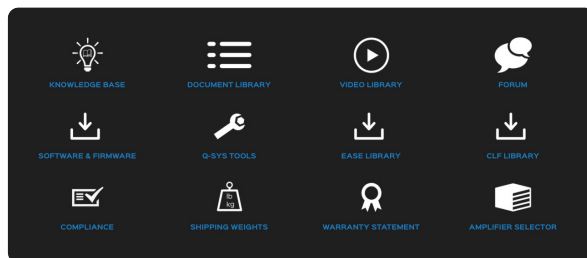 KNOWLEDGE BASE
DOCUMENT LIBRARY
VIDEO LIBRARY
FORUM
SOFTWARE & FIRMWARE
Q-SYS TOOLS
EASE LIBRARY
CLF LIBRARY
lb
kg
COMPLIANCE
SHIPPING WEIGHTS
WARRANTY STATEMENT
AMPLIFIER SELECTOR